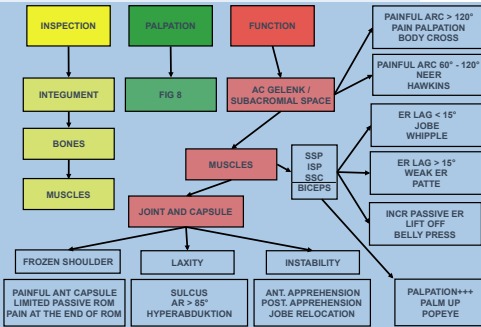 INSPECTION
PALPATION
FUNCTION
PAINFUL ARC > 120°
PAIN PALPATION
BODY CROSS
INTEGUMENT
FIG 8
AC GELENK /
SUBACROMIAL SPACE
PAINFUL ARC 60° - 120°
NEER
HAWKINS
BONES
ER LAG < 15°
JOBE
WHIPPLE
MUSCLES
MUSCLES
SSP
ISP
SSC
BICEPS
ER LAG > 15°
WEAK ER
PATTE
JOINT AND CAPSULE
INCR PASSIVE ER
LIFT OFF
BELLY PRESS
FROZEN SHOULDER
LAXITY
INSTABILITY
PAINFUL ANT CAPSULE
LIMITED PASSIVE ROM
PAIN AT THE END OF ROM
SULCUS
AR > 85°
HYPERABDUKTION
ANT. APPREHENSION
POST. APPREHENSION
JOBE RELOCATION
PALPATION+++
PALM UP
POPEYE